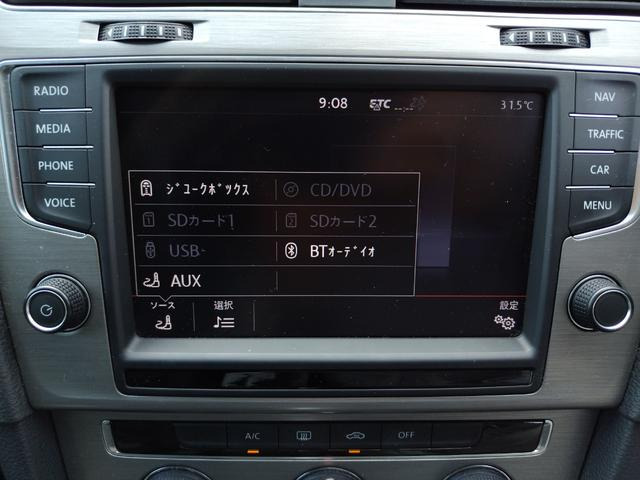 RADIO
MEDIA
PHONE
VOICE
9:08 ETC --:-- 31.5℃
ｼﾞｭｰｸﾎﾞｯｸｽ CD/DVD
SDカード1 SDカード2
USB- BTｵｰﾃﾞｨｵ
AUX
ソース 選択 設定
NAV
TRAFFIC
CAR
MENU
A/C OFF